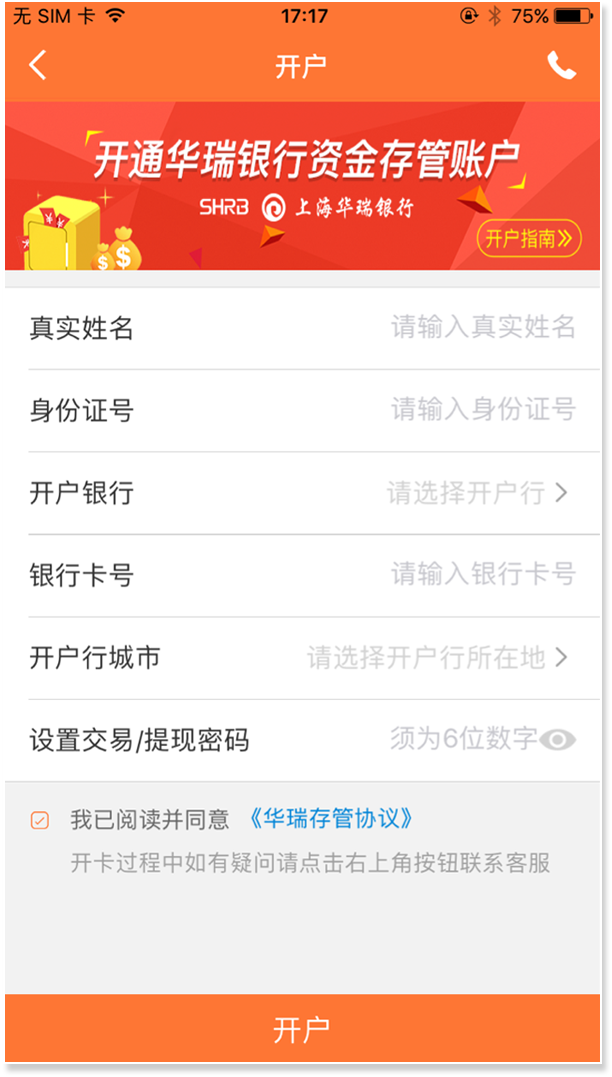 无 SIM 卡 17:17 75%
开户
开通华瑞银行资金存管账户
SHRB 上海华瑞银行
开户指南
真实姓名 请输入真实姓名
身份证号 请输入身份证号
开户银行 请选择开户行
银行卡号 请输入银行卡号
开户行城市 请选择开户行所在地
设置交易/提现密码 须为6位数字
我已阅读并同意 《华瑞存管协议》
开卡过程中如有疑问请点击右上角按钮联系客服
开户